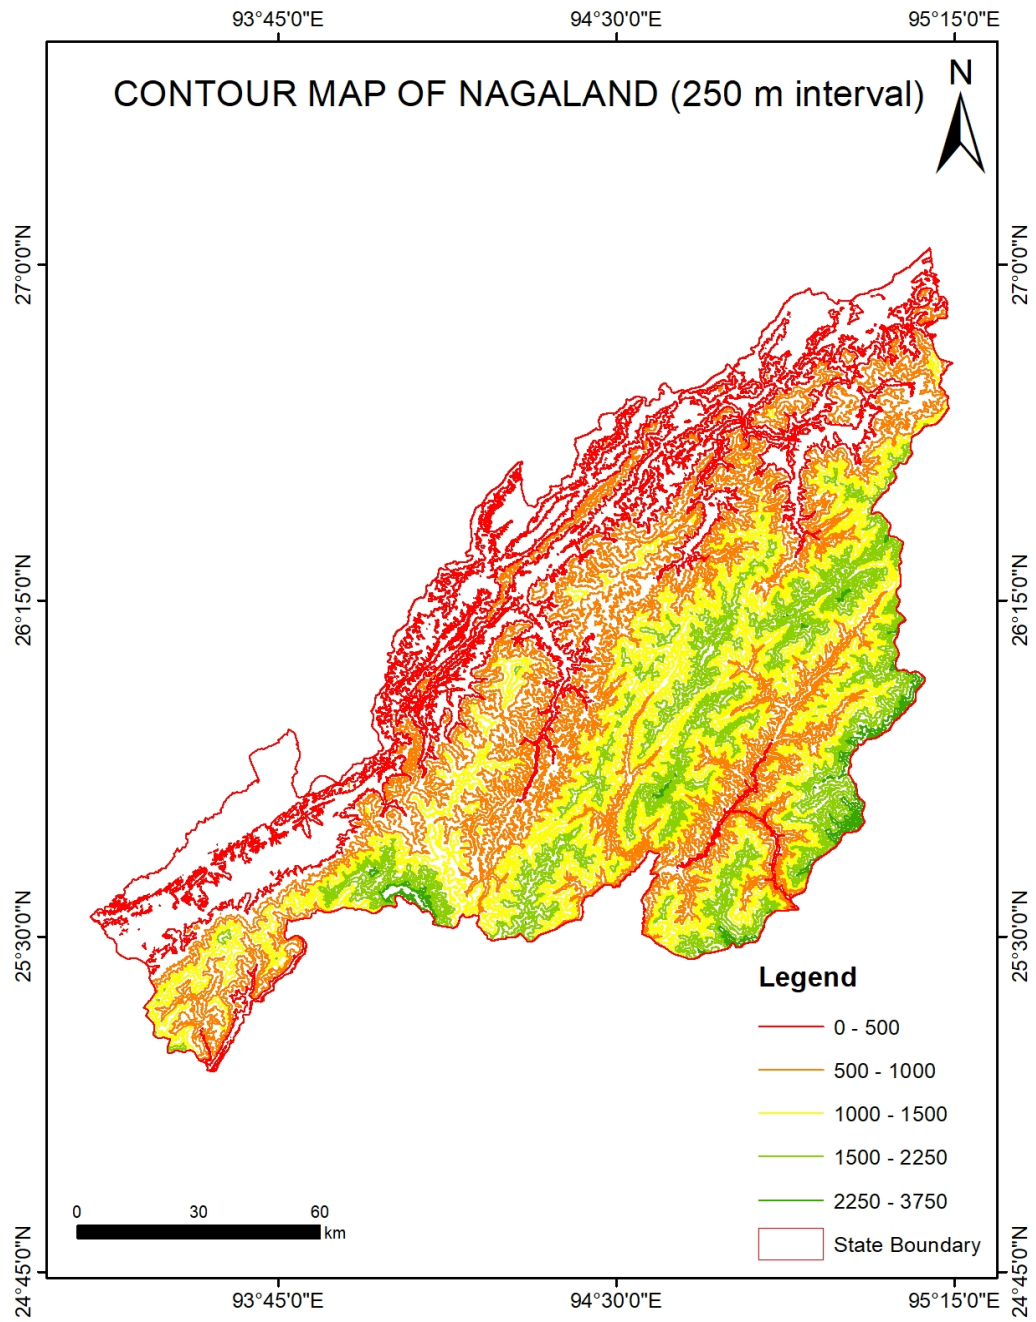 93°45'0"E 94°30'0"E 95°15'0"E
CONTOUR MAP OF NAGALAND (250 m interval)
N
27°0'0"N 27°0'0"N
26°15'0"N 26°15'0"N
25°30'0"N 25°30'0"N
Legend
0 - 500
500 - 1000
1000 - 1500
1500 - 2250
2250 - 3750
State Boundary
0 30 60
km
24°45'0"N 24°45'0"N
93°45'0"E 94°30'0"E 95°15'0"E